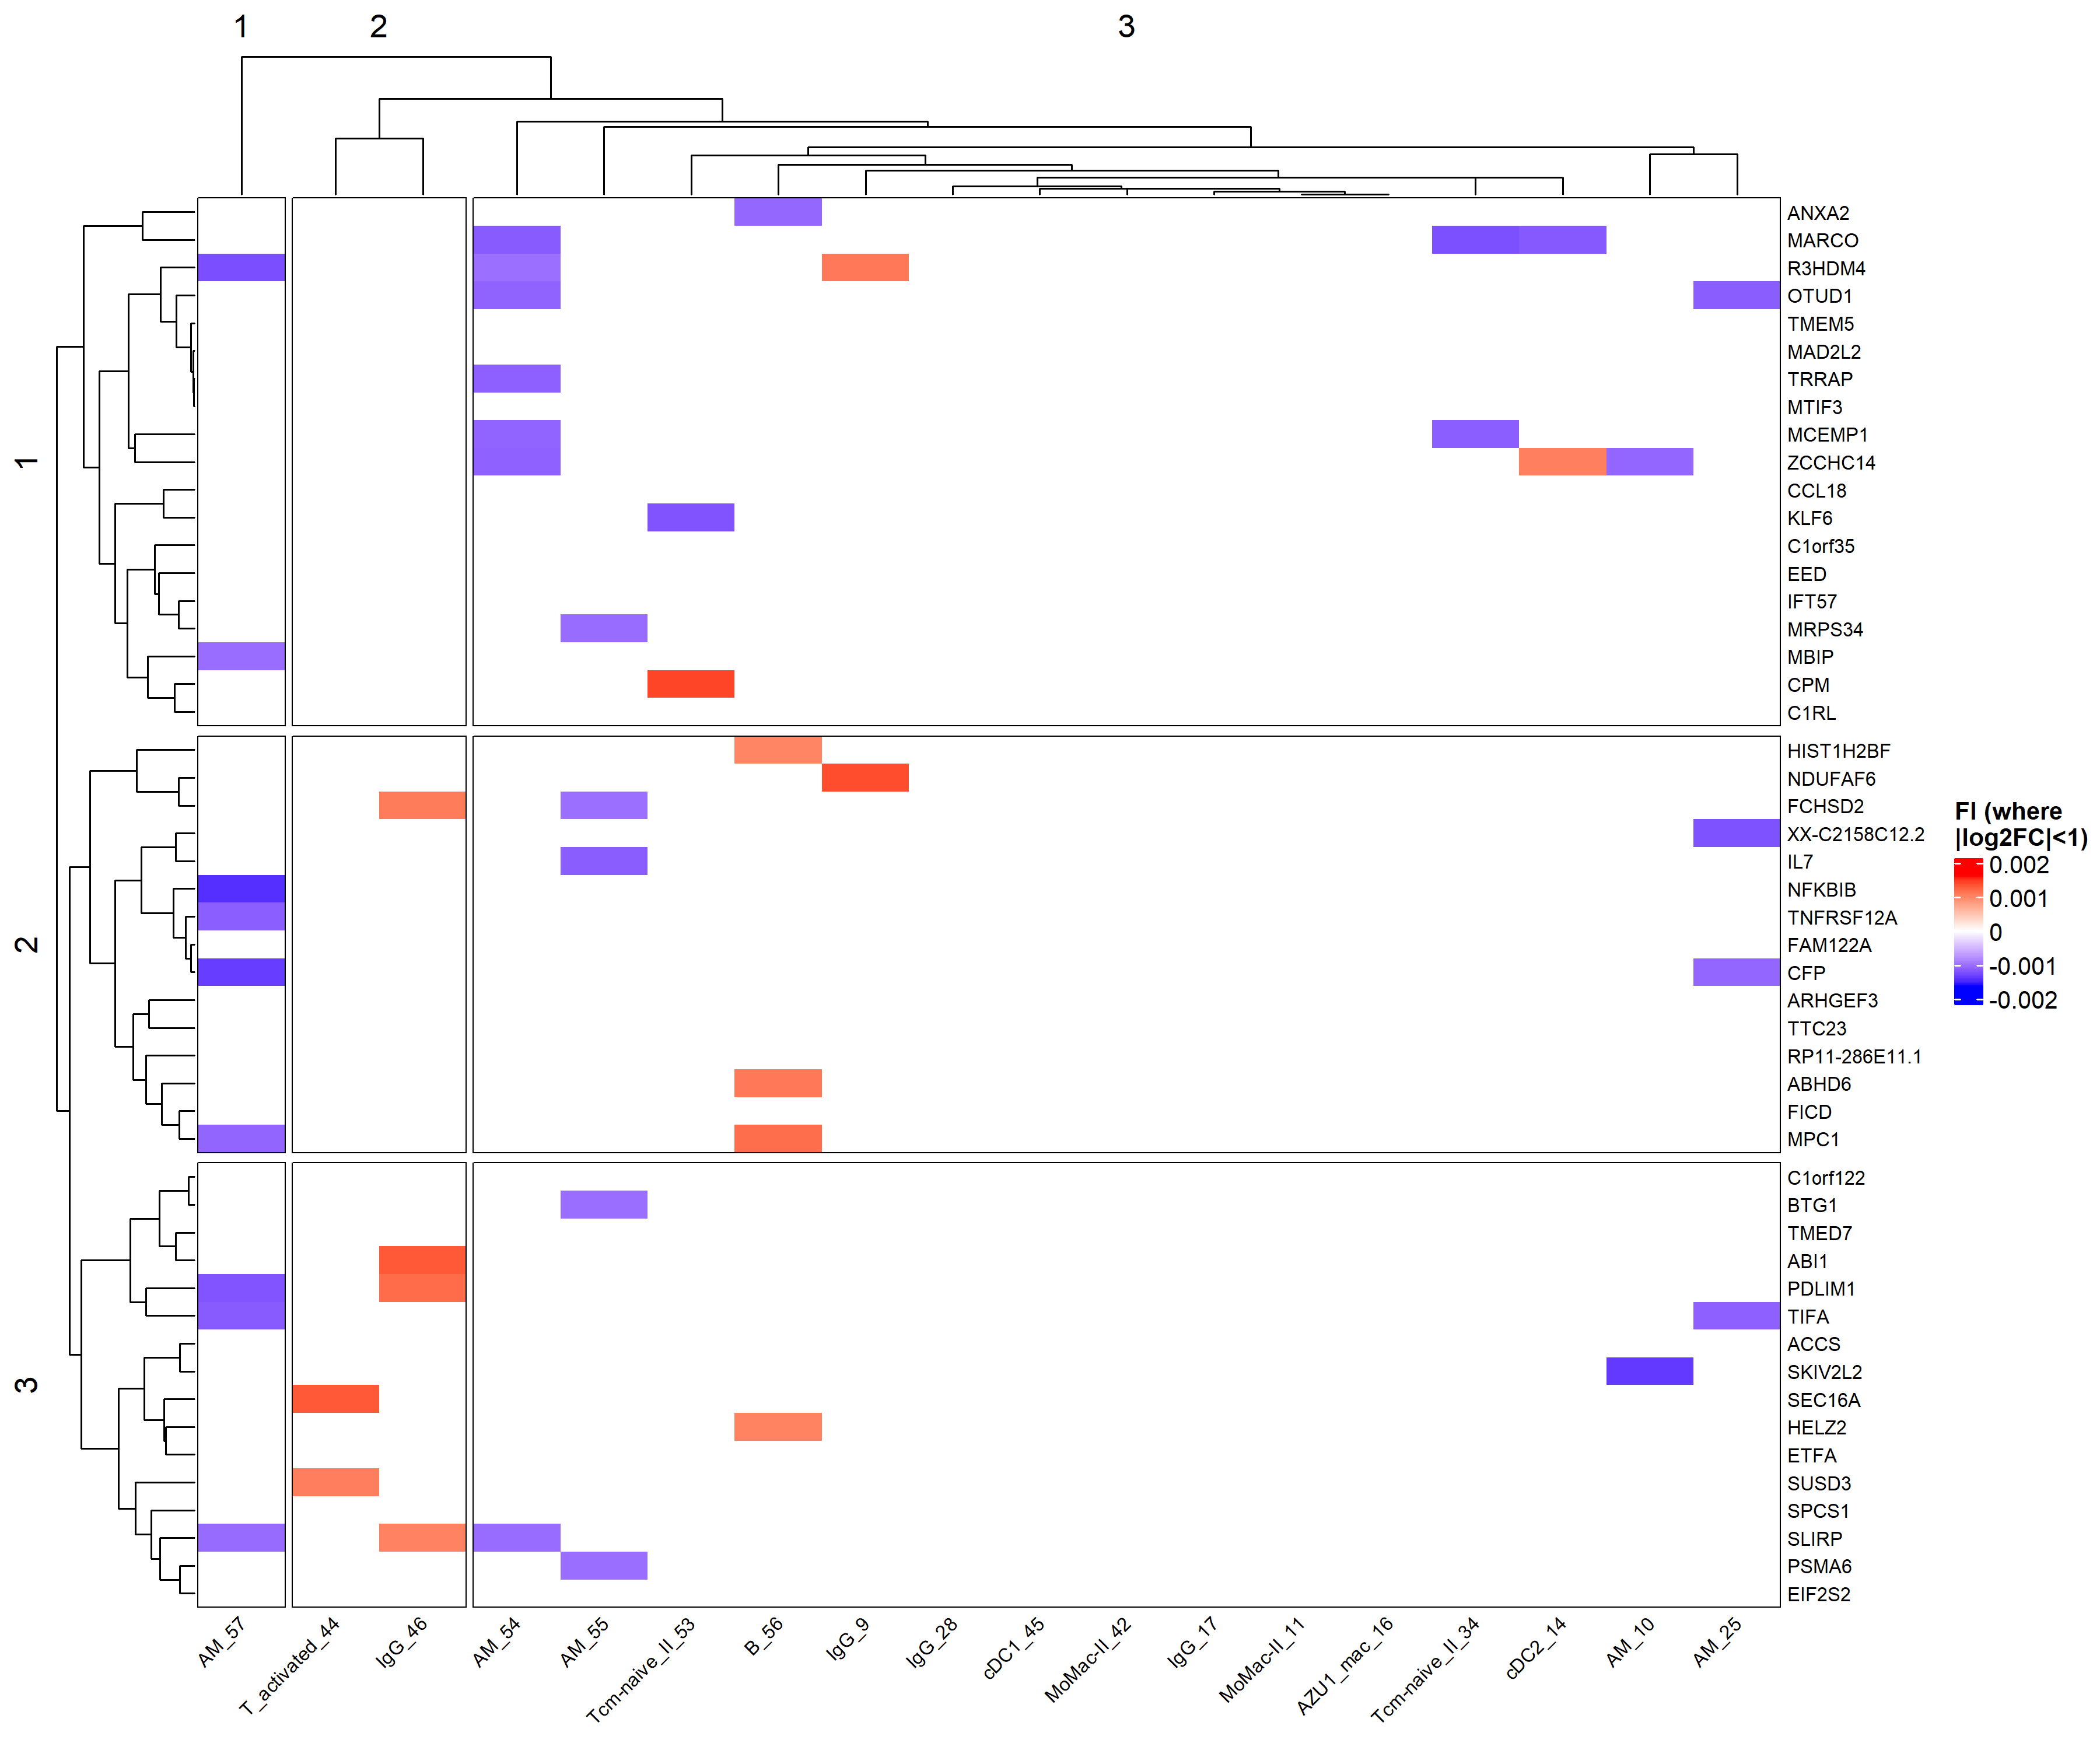 1
2
3
1
2
3
ANXA2
MARCO
R3HDM4
OTUD1
TMEM5
MAD2L2
TRRAP
MTIF3
MCEMP1
ZCCHC14
CCL18
KLF6
C1orf35
EED
IFT57
MRPS34
MBIP
CPM
C1RL
HIST1H2BF
NDUFAF6
FCHSD2
XX-C2158C12.2
IL7
NFKBIB
TNFRSF12A
FAM122A
CFP
ARHGEF3
TTC23
RP11-286E11.1
ABHD6
FICD
MPC1
C1orf122
BTG1
TMED7
ABI1
PDLIM1
TIFA
ACCS
SKIV2L2
SEC16A
HELZ2
ETFA
SUSD3
SPCS1
SLIRP
PSMA6
EIF2S2
FI (where
|log2FC|<1)
0.002
0.001
0
-0.001
-0.002
AM_57
T_activated_44
IgG_46
AM_54
AM_55
Tcm-naive_II_53
B_56
IgG_9
IgG_28
cDC1_45
MoMac-II_42
IgG_17
MoMac-II_11
AZU1_mac_16
Tcm-naive_II_34
cDC2_14
AM_10
AM_25